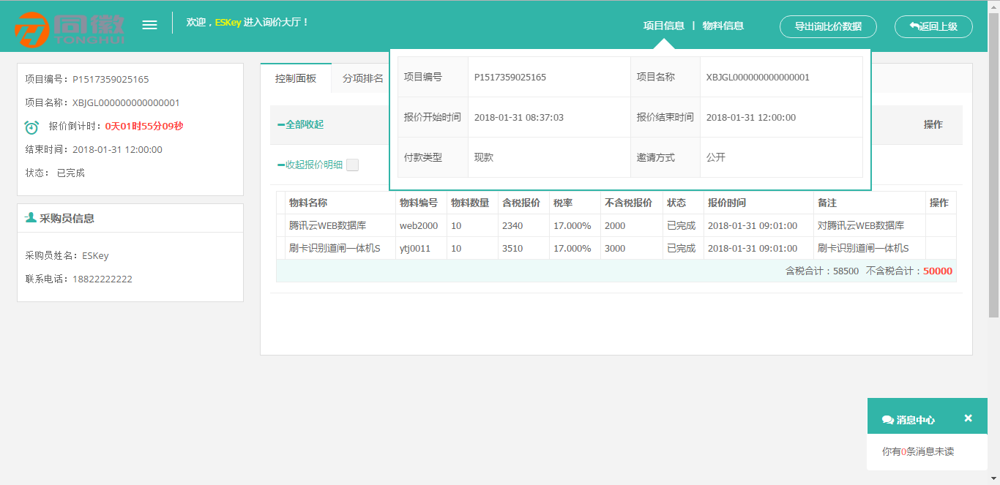 同徽
TONGHUI
欢迎，ESKey 进入询价大厅！
项目信息 | 物料信息
导出询比价数据
返回上级
项目编号：P1517359025165
项目名称：XBJGL000000000000001
报价倒计时：0天01时55分09秒
结束时间：2018-01-31 12:00:00
状态： 已完成
采购员信息
采购员姓名：ESKey
联系电话：18822222222
控制面板 分项排名
项目编号 P1517359025165 项目名称 XBJGL000000000000001
报价开始时间 2018-01-31 08:37:03 报价结束时间 2018-01-31 12:00:00
付款类型 现款 邀请方式 公开
全部收起 操作
收起报价明细
物料名称 物料编号 物料数量 含税报价 税率 不含税报价 状态 报价时间 备注 操作
腾讯云WEB数据库 web2000 10 2340 17.000% 2000 已完成 2018-01-31 09:01:00 对腾讯云WEB数据库
刷卡识别道闸一体机S ytj0011 10 3510 17.000% 3000 已完成 2018-01-31 09:01:00 刷卡识别道闸一体机S
含税合计：58500 不含税合计：50000
消息中心 ×
你有0条消息未读